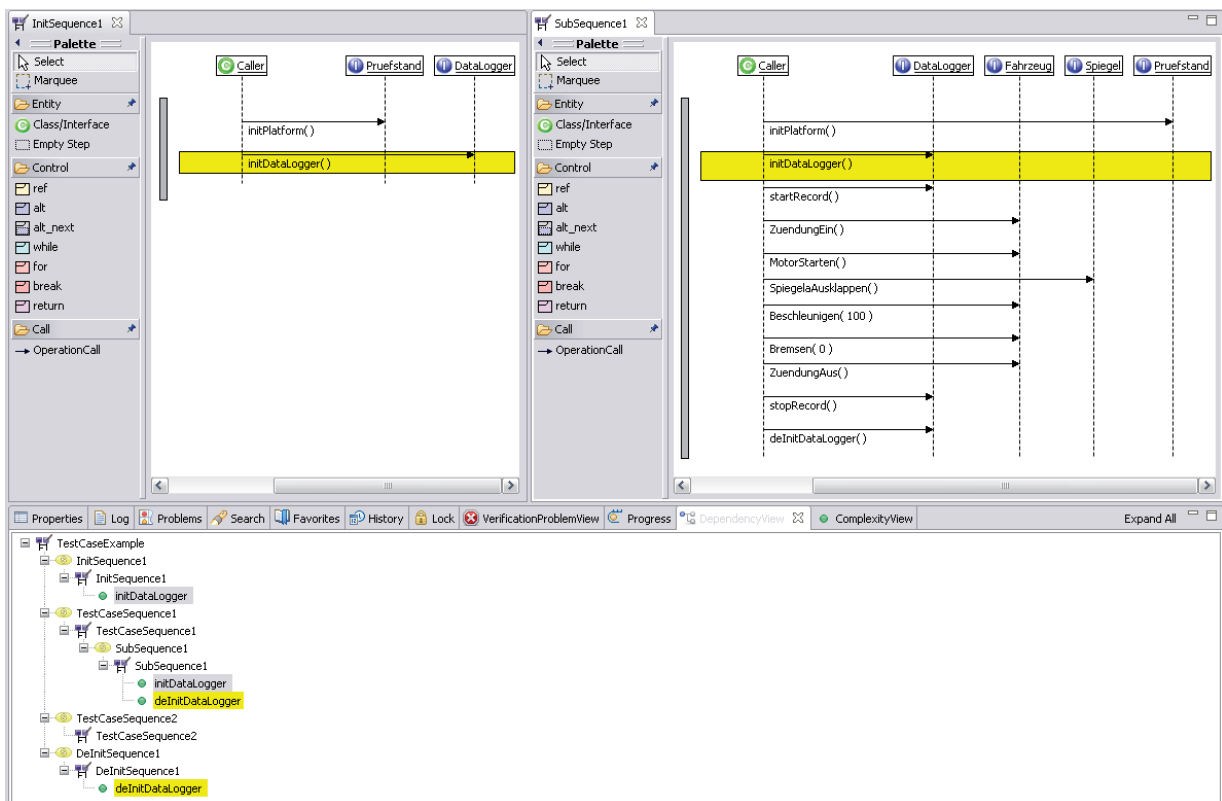 InitSequence1
Palette
Select
Marquee
Entity
Class/Interface
Empty Step
Control
ref
alt
alt_next
while
for
break
return
Call
OperationCall
Caller Pruefstand DataLogger
initPlatform( )
initDataLogger( )
SubSequence1
Palette
Select
Marquee
Entity
Class/Interface
Empty Step
Control
ref
alt
alt_next
while
for
break
return
Call
OperationCall
Caller DataLogger Fahrzeug Spiegel Pruefstand
initPlatform( )
initDataLogger( )
startRecord( )
ZuendungEin( )
MotorStarten( )
SpiegelaAusklappen( )
Beschleunigen( 100 )
Bremsen( 0 )
ZuendungAus( )
stopRecord( )
deInitDataLogger( )
Properties Log Problems Search Favorites History Lock VerificationProblemView Progress DependencyView ComplexityView Expand All
TestCaseExample
InitSequence1
InitSequence1
initDataLogger
TestCaseSequence1
TestCaseSequence1
SubSequence1
SubSequence1
initDataLogger
deInitDataLogger
TestCaseSequence2
TestCaseSequence2
DeInitSequence1
DeInitSequence1
deInitDataLogger